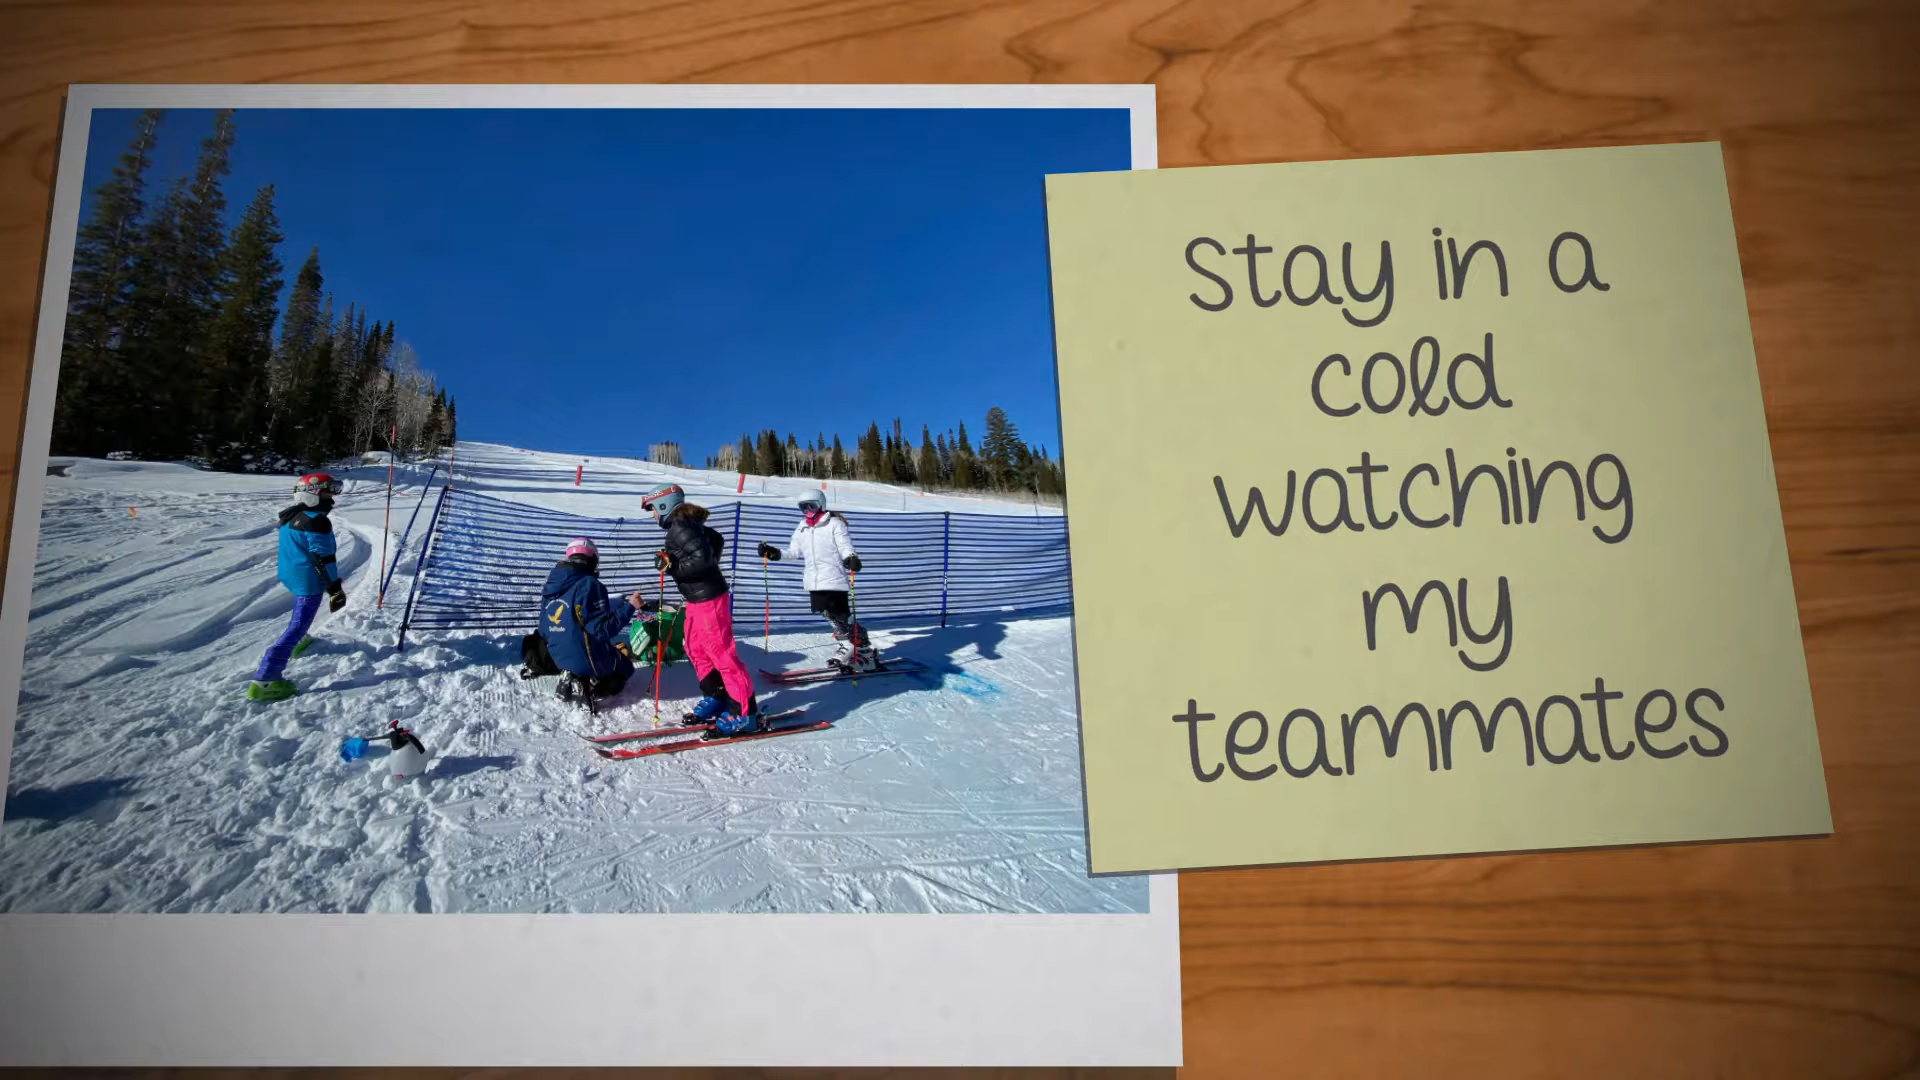 Stay in a
cold
watching
my
teammates